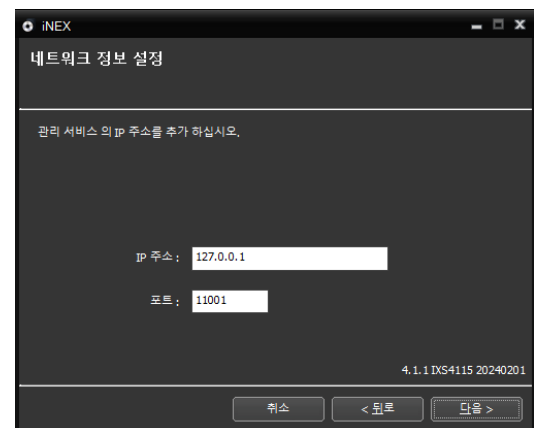 iNEX
네트워크 정보 설정
관리 서비스 의 IP 주소를 추가 하십시오.
IP 주소 : 127.0.0.1
포트 : 11001
4.1.1 IXS4115 20240201
취소 < 뒤로 다음 >